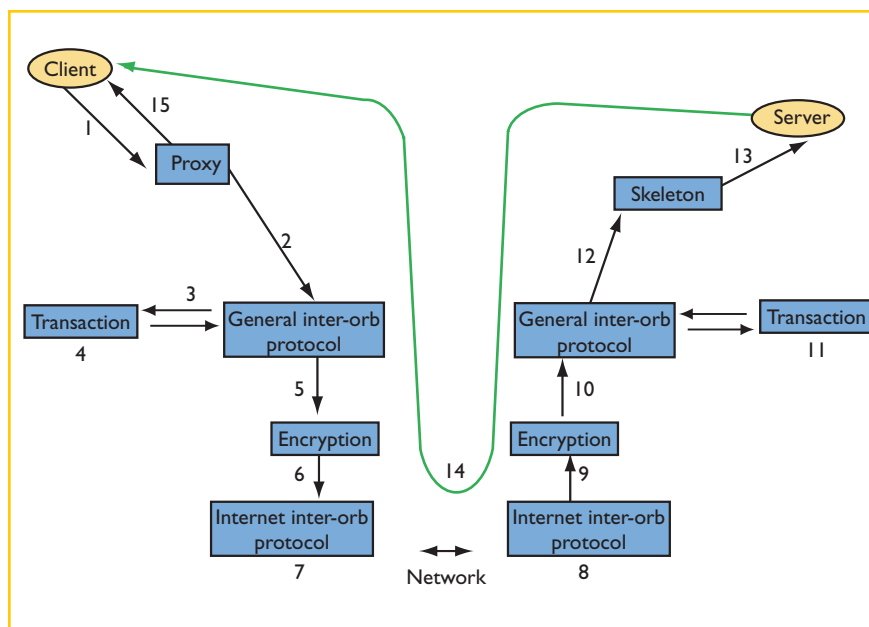 Client
15
1
Proxy
2
3
Transaction
4
General inter-orb
protocol
5
Encryption
6
Internet inter-orb
protocol
7
14
Network
Server
13
Skeleton
12
General inter-orb
protocol
Transaction
11
10
Encryption
9
Internet inter-orb
protocol
8